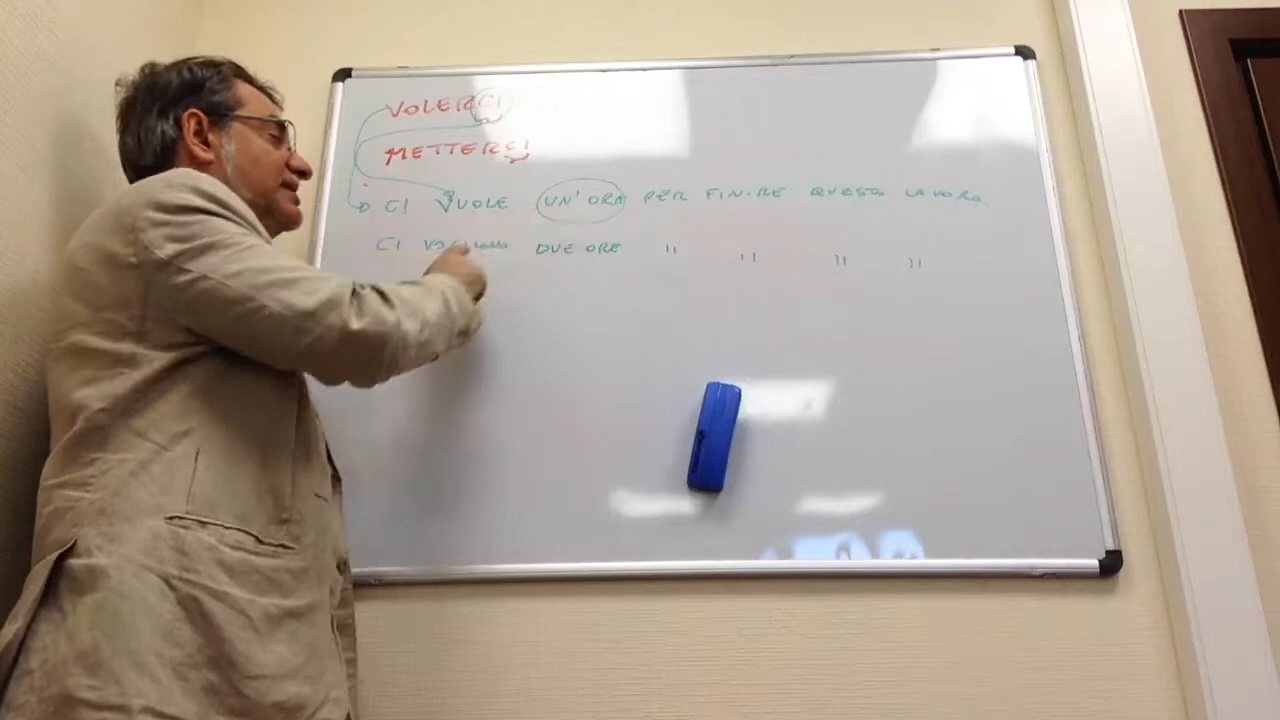 VOLERCI
METTERCI
CI VUOLE UN'ORA PER FINIRE QUESTO LAVORO.
CI VOGLIONO DUE ORE " " " "